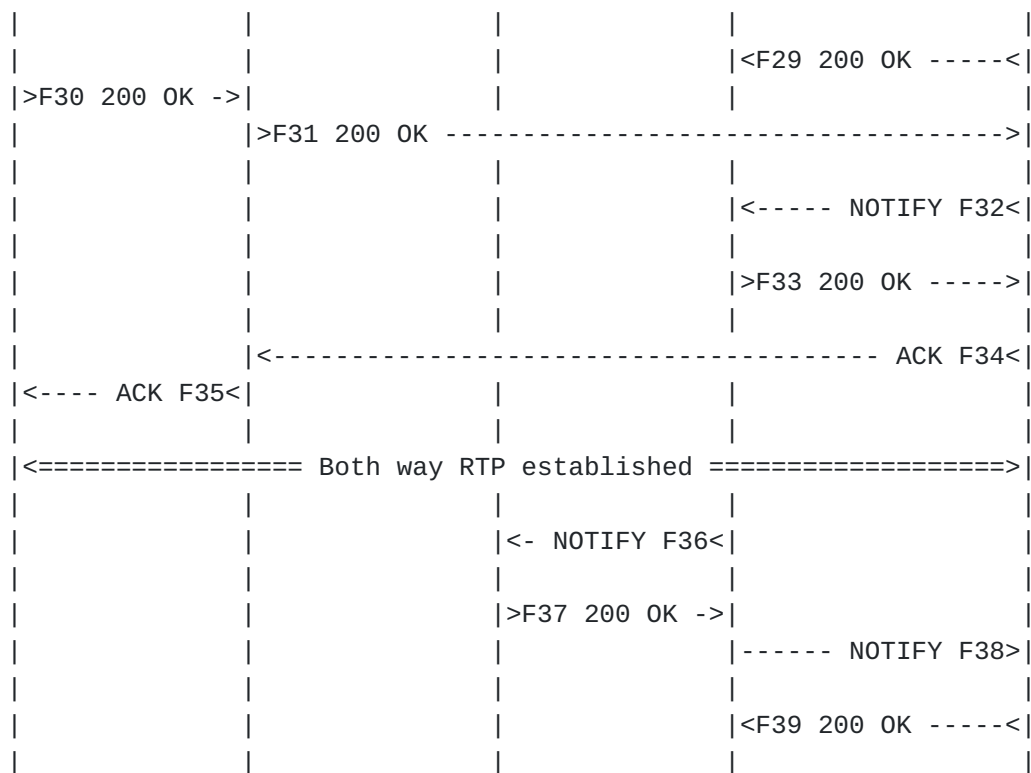 |              |               |              |                  |
|              |               |              |<F29 200 OK -----<|
|>F30 200 OK ->|               |              |                  |
|              |>F31 200 OK ------------------------------------>|
|              |               |              |                  |
|              |               |              |<----- NOTIFY F32<|
|              |               |              |                  |
|              |               |              |>F33 200 OK ----->|
|              |               |              |                  |
|              |<--------------------------------------- ACK F34<|
|<---- ACK F35<|               |              |                  |
|              |               |              |                  |
|<================= Both way RTP established ===================>|
|              |               |              |                  |
|              |               |<- NOTIFY F36<|                  |
|              |               |              |                  |
|              |               |>F37 200 OK ->|                  |
|              |               |              |------ NOTIFY F38>|
|              |               |              |                  |
|              |               |              |<F39 200 OK -----<|
|              |               |              |                  |